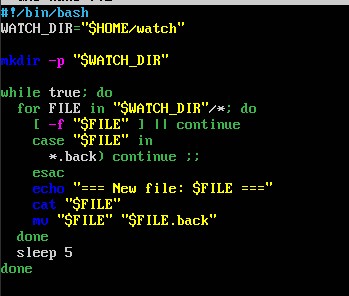 #!/bin/bash
WATCH_DIR="$HOME/watch"
mkdir -p "$WATCH_DIR"
while true; do
for FILE in "$WATCH_DIR"/*; do
[ -f "$FILE" ] || continue
case "$FILE" in
*.back) continue ;;
esac
echo "=== New file: $FILE ==="
cat "$FILE"
mv "$FILE" "$FILE.back"
done
sleep 5
done